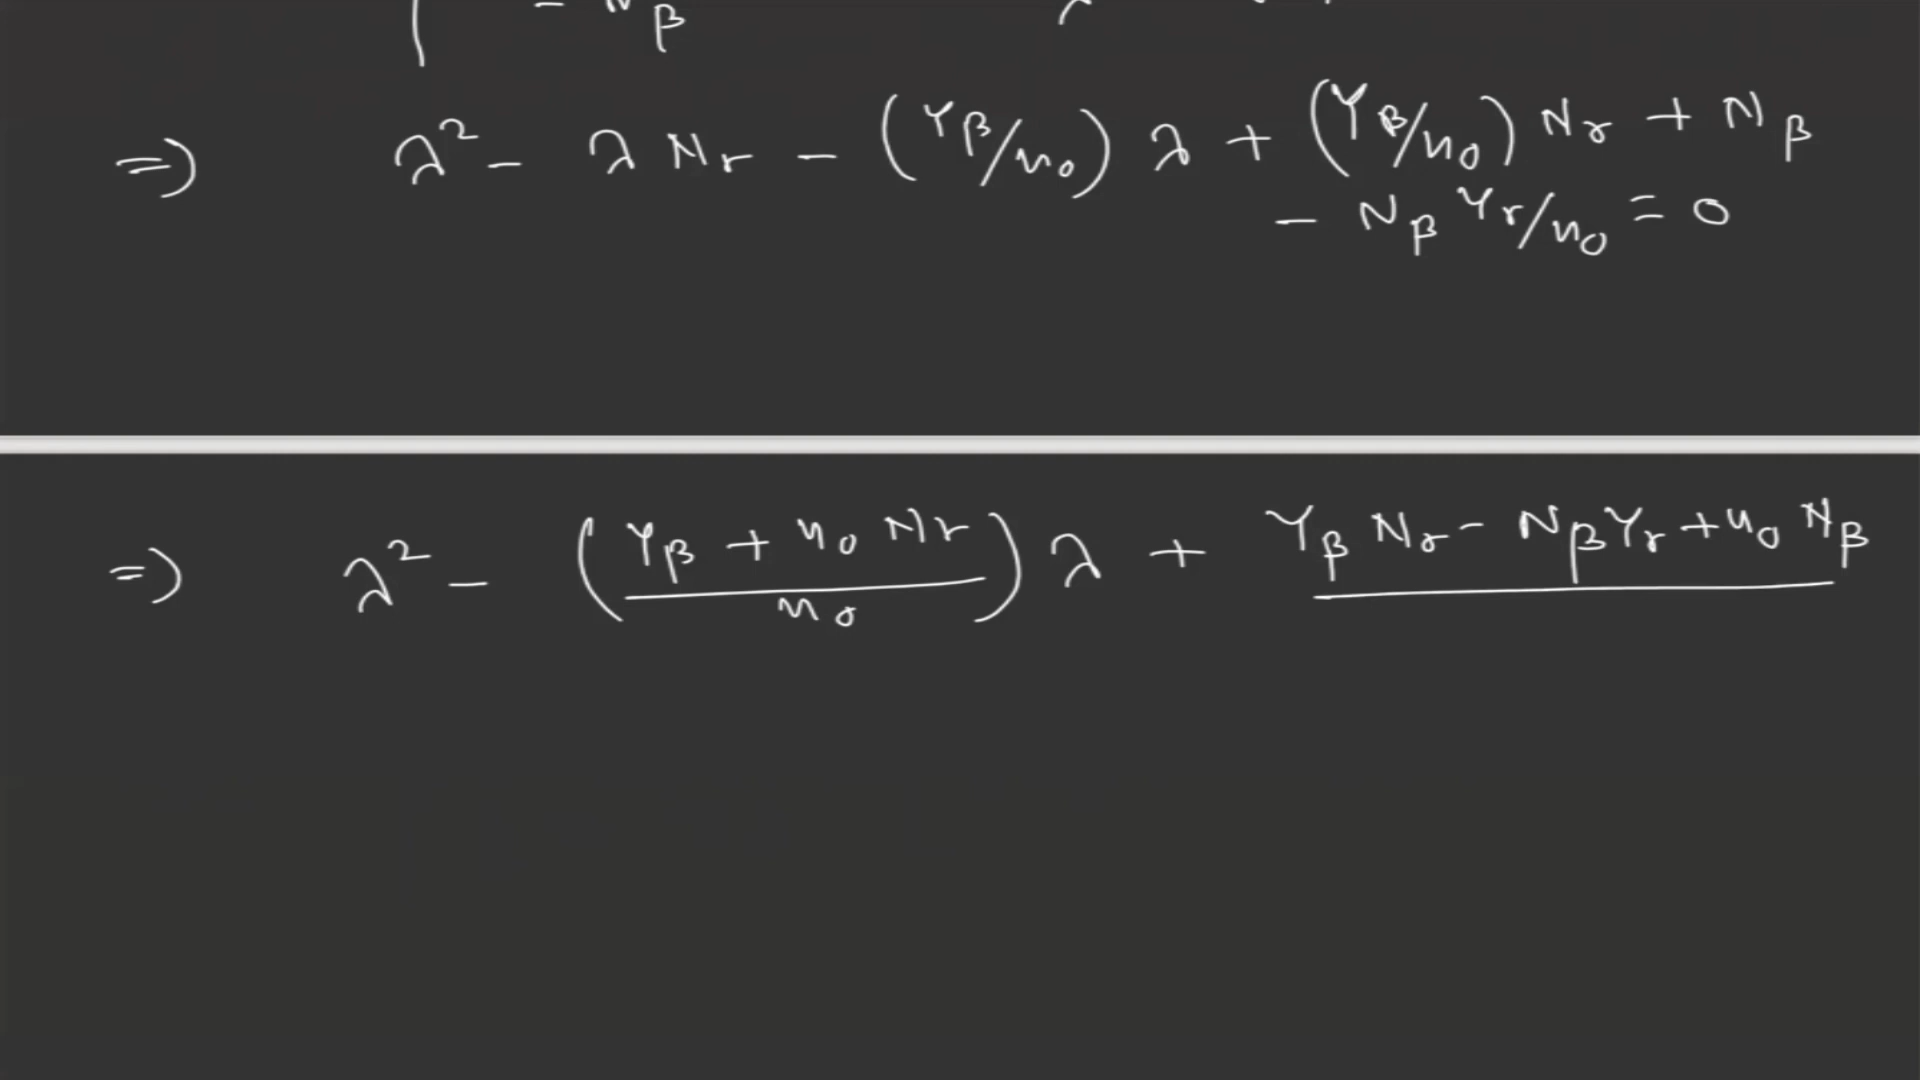 - N_β
=) λ² - λ N_r - (Y_β/u_0) λ + (Y_β/u_0) N_r + N_β
- N_β Y_r/u_0 = 0
=) λ² - ((Y_β + u_0 N_r)/u_0) λ + Y_β N_r - N_β Y_r + u_0 N_β